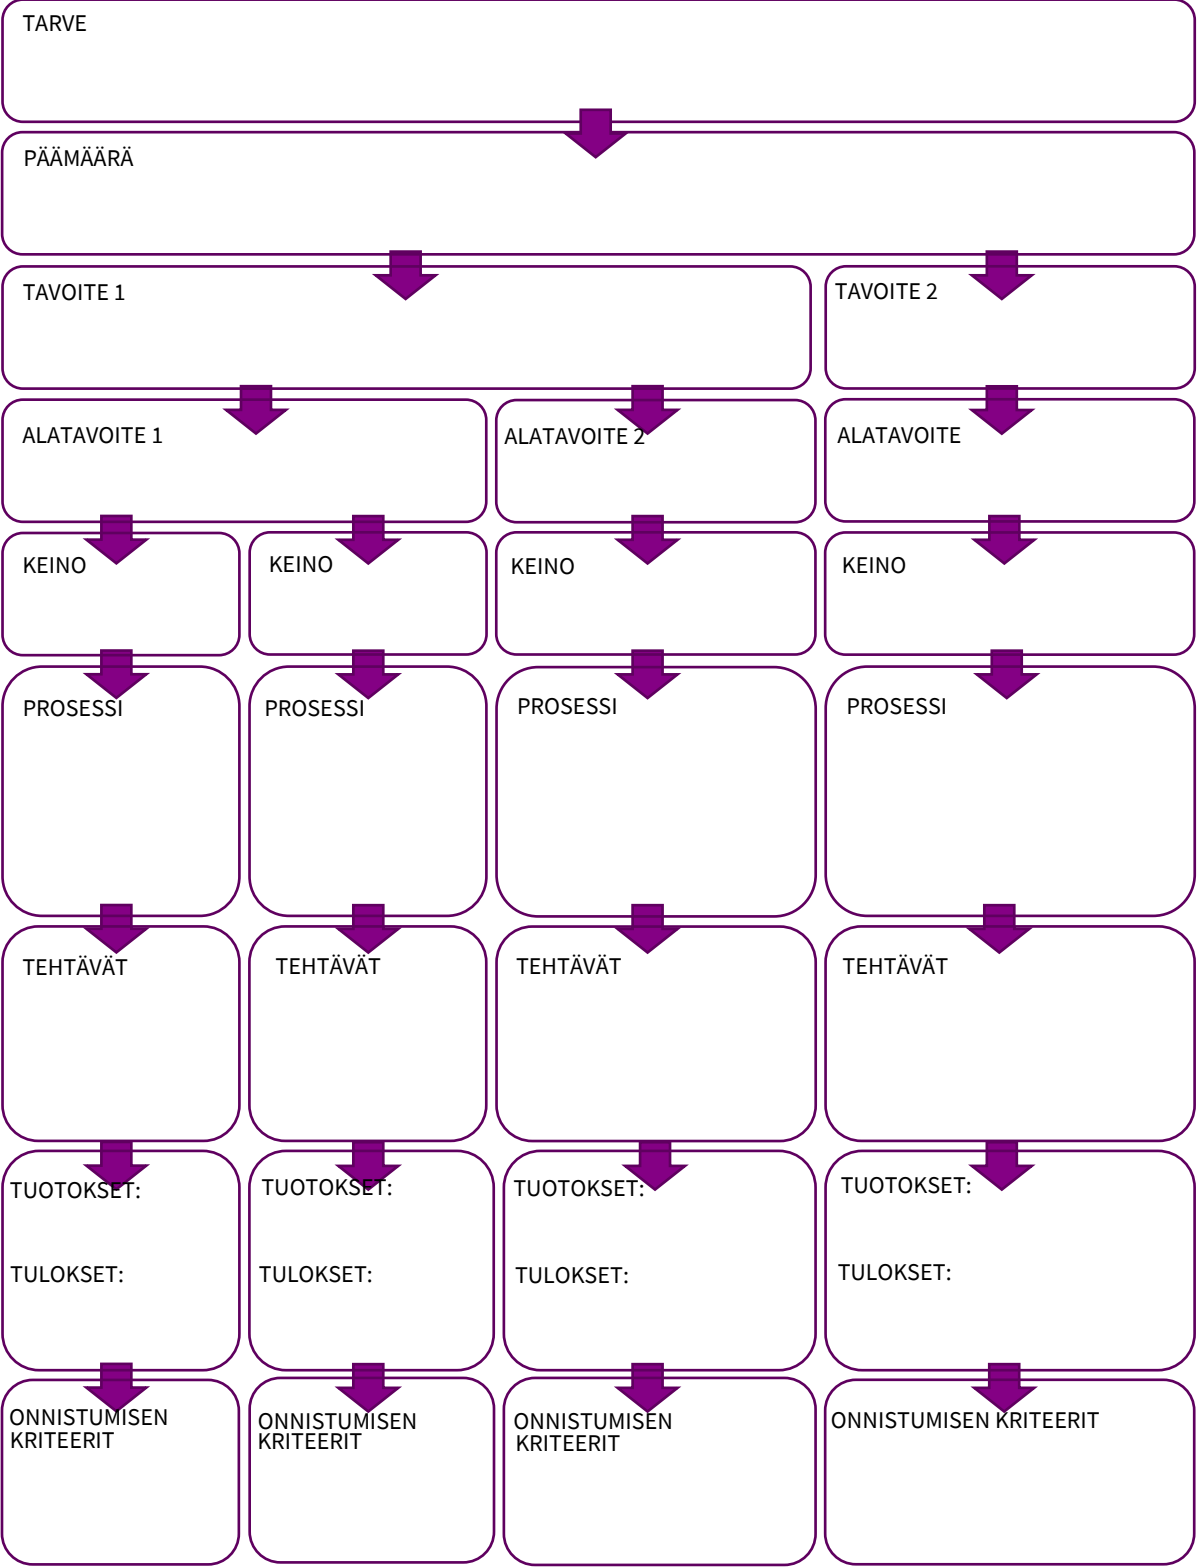 TARVE
PÄÄMÄÄRÄ
TAVOITE 1
TAVOITE 2
ALATAVOITE 1
ALATAVOITE 2
ALATAVOITE
KEINO
KEINO
KEINO
KEINO
PROSESSI
PROSESSI
PROSESSI
PROSESSI
TEHTÄVÄT
TEHTÄVÄT
TEHTÄVÄT
TEHTÄVÄT
TUOTOKSET:
TULOKSET:
TUOTOKSET:
TULOKSET:
TUOTOKSET:
TULOKSET:
TUOTOKSET:
TULOKSET:
ONNISTUMISEN
KRITEERIT
ONNISTUMISEN
KRITEERIT
ONNISTUMISEN
KRITEERIT
ONNISTUMISEN KRITEERIT